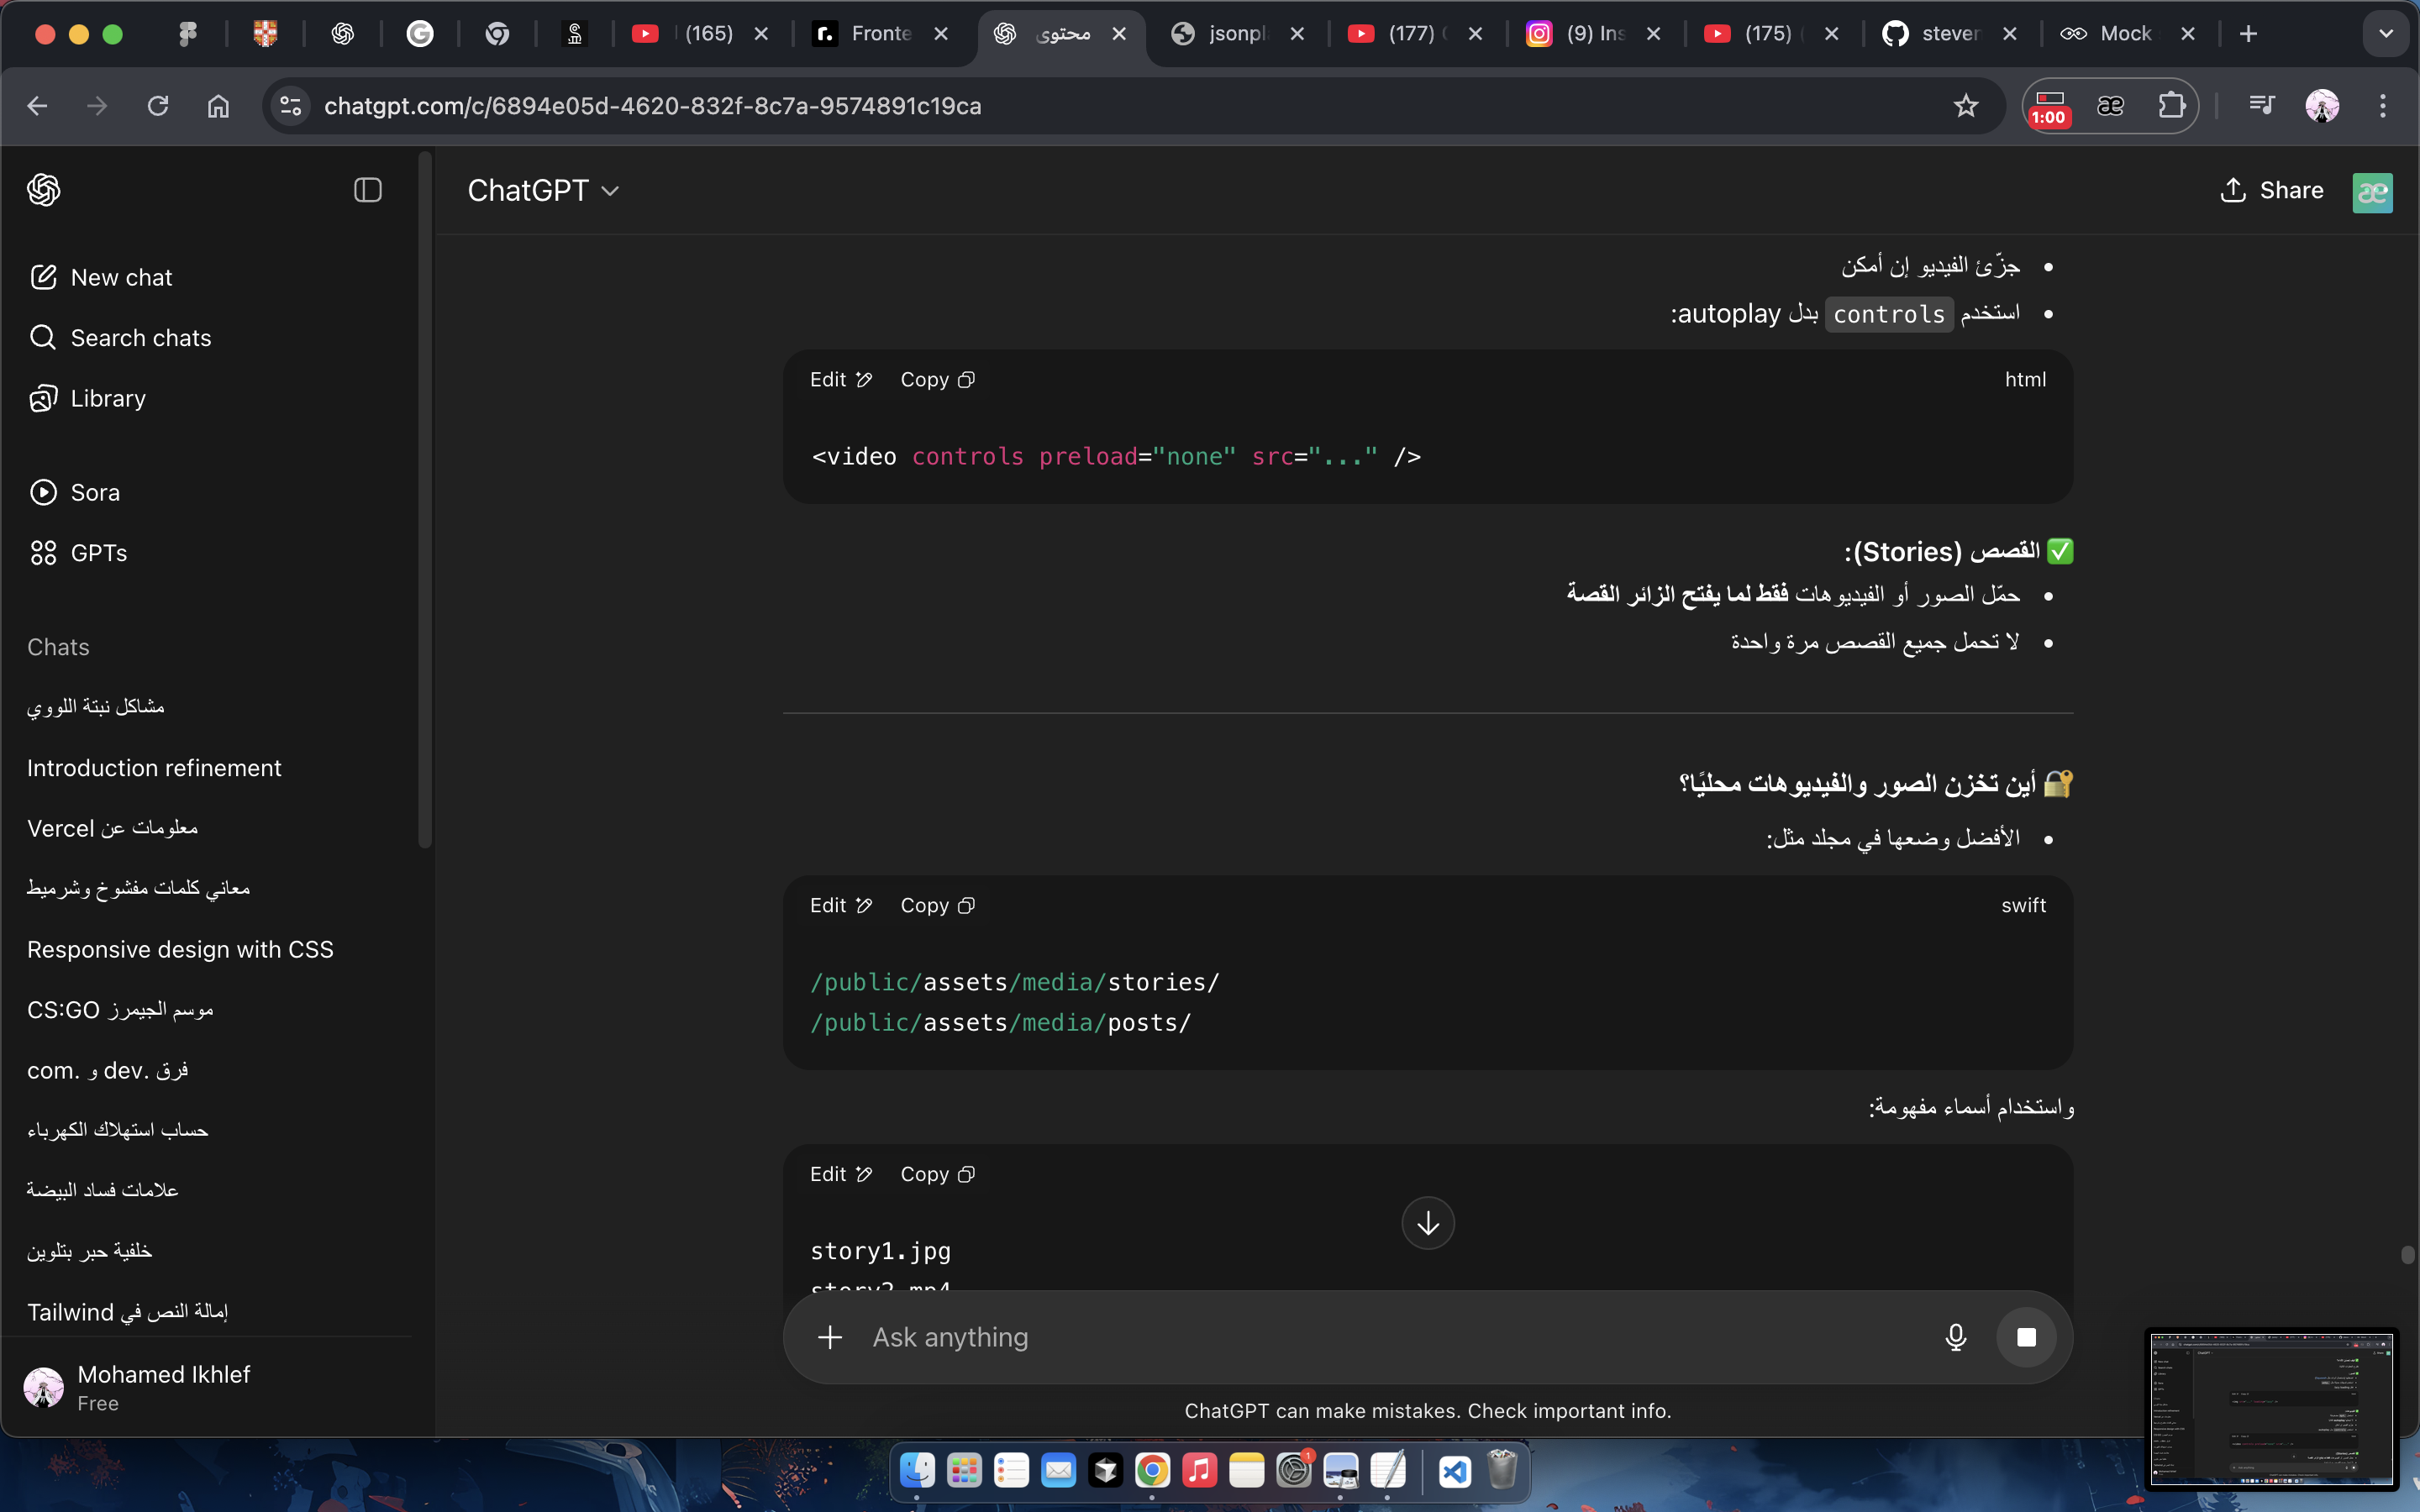 (165)
Fronte
محتوى
jsonpl
(177)
(9) Ins
(175)
steven
Mock
chatgpt.com/c/6894e05d-4620-832f-8c7a-9574891c19ca
1:00
ChatGPT
Share
New chat
Search chats
Library
Sora
GPTs
Chats
مشاكل نبتة اللووي
Introduction refinement
معلومات عن Vercel
معاني كلمات مفشوخ وشرميط
Responsive design with CSS
موسم الجيمرز CS:GO
فرق .dev و .com
حساب استهلاك الكهرباء
علامات فساد البيضة
خلفية حبر بتلوين
إمالة النص في Tailwind
Mohamed Ikhlef
Free
جزّئ الفيديو إن أمكن
استخدم controls بدل autoplay:
html
Copy
Edit
<video controls preload="none" src="..." />
✅ القصص (Stories):
حمّل الصور أو الفيديوهات فقط لما يفتح الزائر القصة
لا تحمل جميع القصص مرة واحدة
🔐 أين تخزن الصور والفيديوهات محليًا؟
الأفضل وضعها في مجلد مثل:
swift
Copy
Edit
/public/assets/media/stories/
/public/assets/media/posts/
واستخدام أسماء مفهومة:
Copy
Edit
story1.jpg
story2.mp4
Ask anything
ChatGPT can make mistakes. Check important info.
1